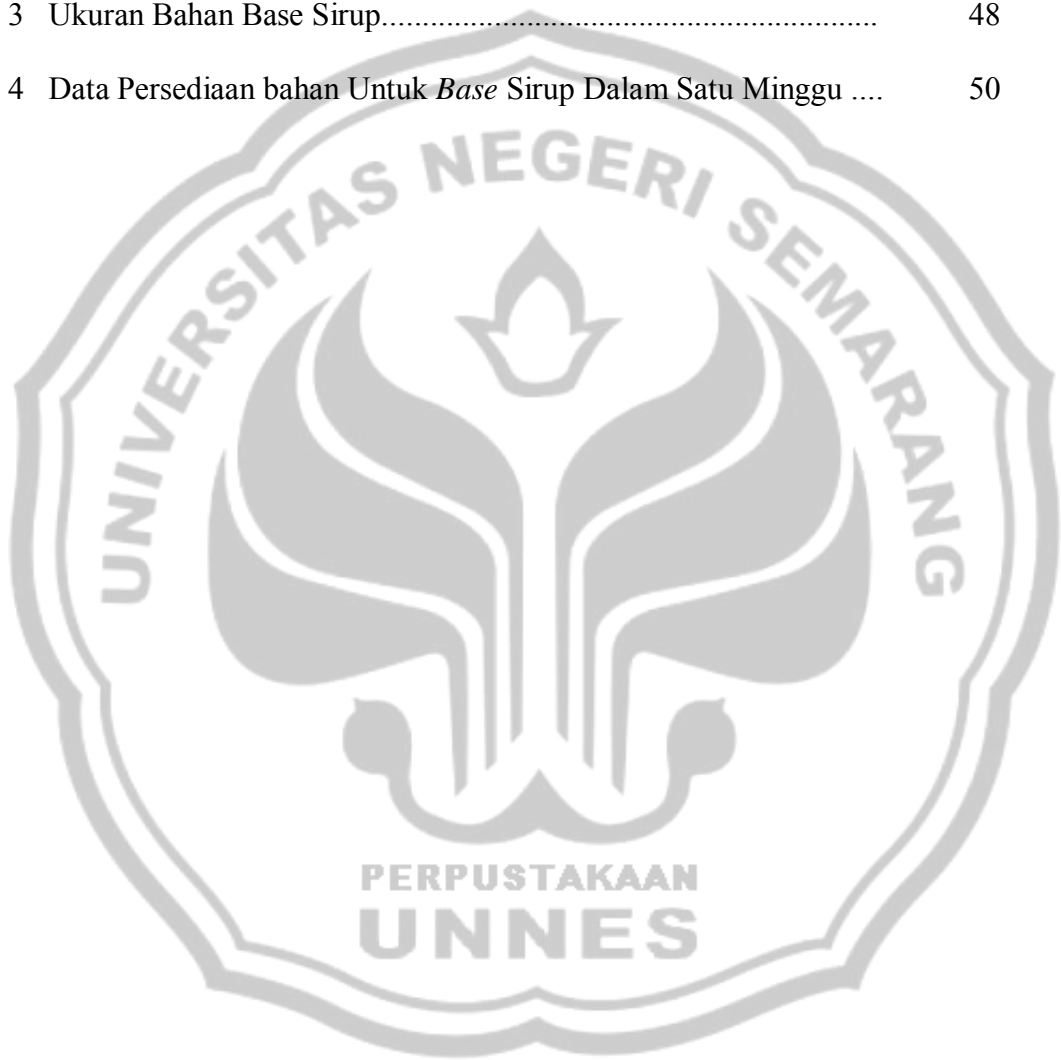 3 Ukuran Bahan Base Sirup.............................................................. 48
4 Data Persediaan bahan Untuk Base Sirup Dalam Satu Minggu .... 50
UNIVERSITAS NEGERI SEMARANG
PERPUSTAKAAN
UNNES